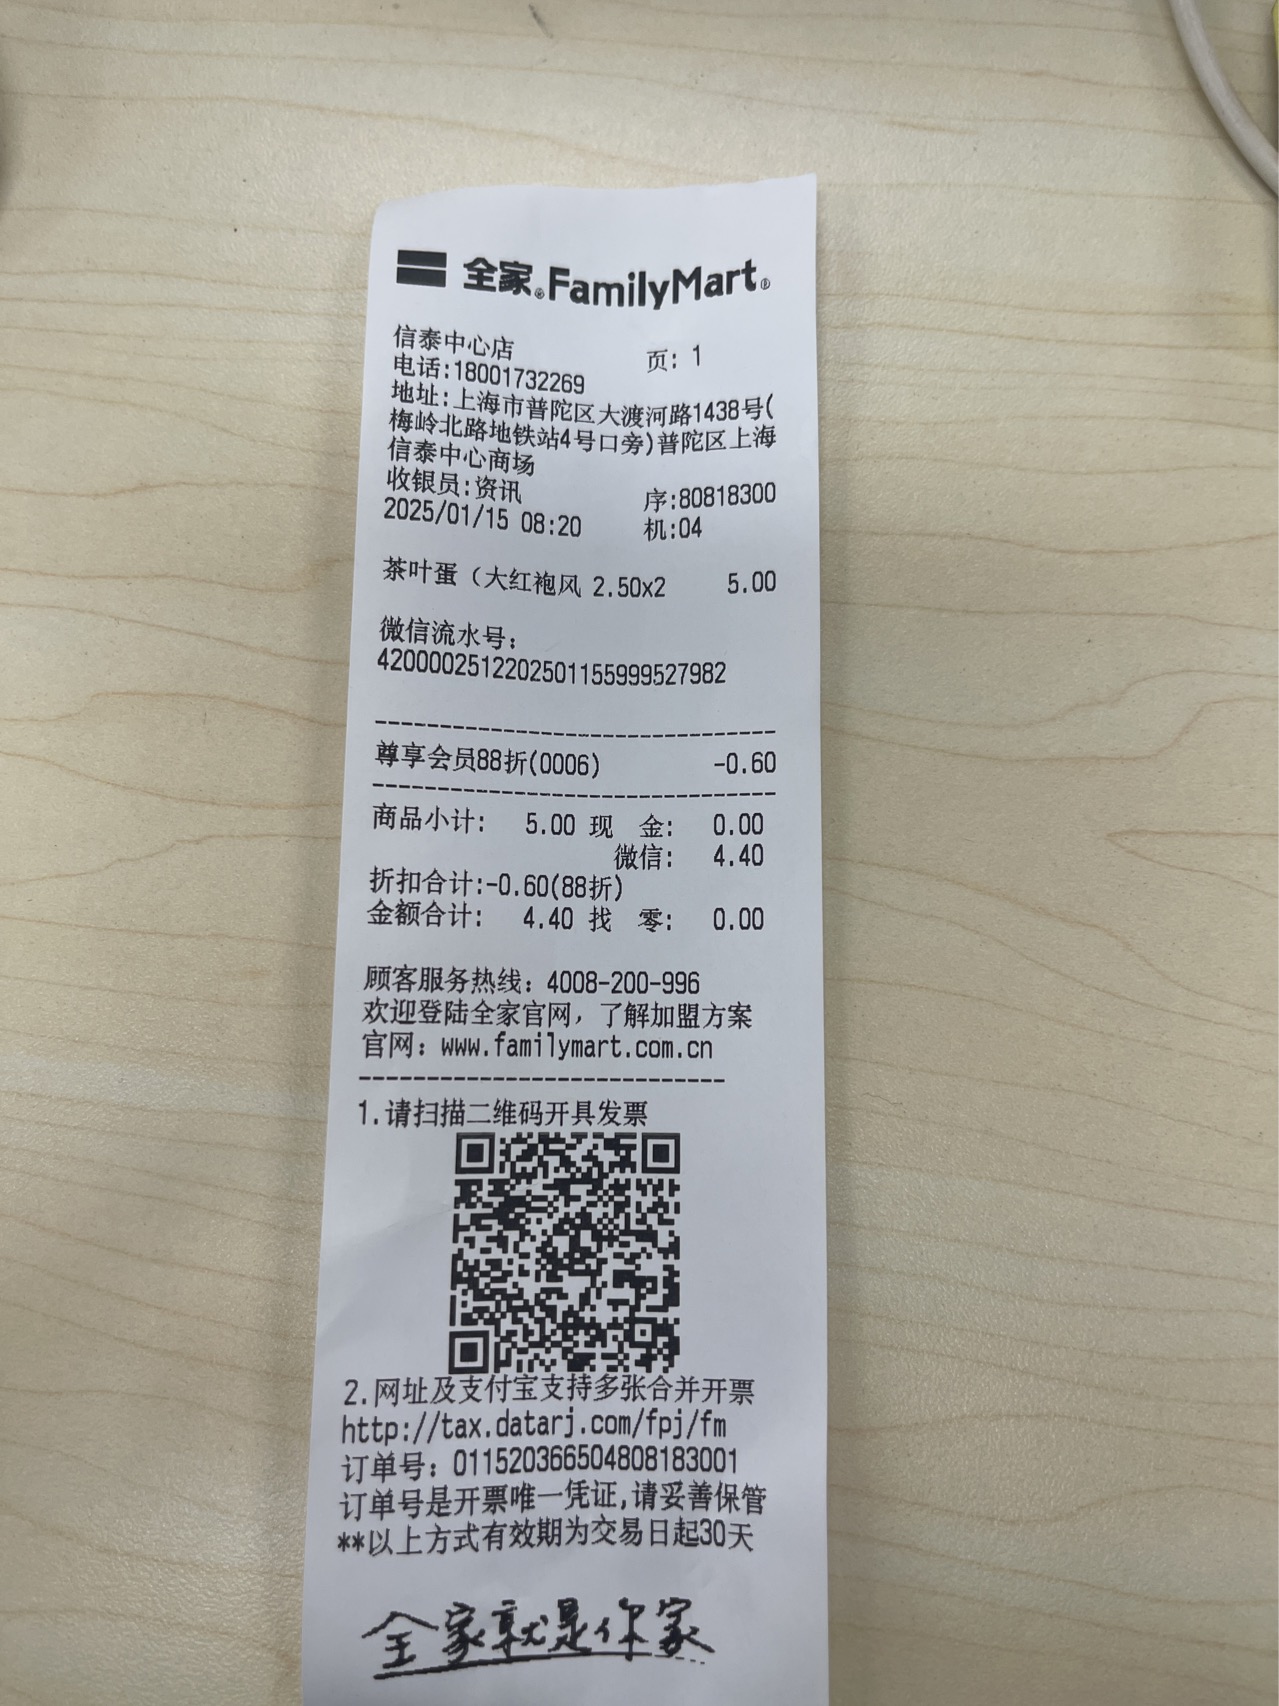 全家®FamilyMart®
信泰中心店 页: 1
电话:18001732269
地址:上海市普陀区大渡河路1438号(
梅岭北路地铁站4号口旁)普陀区上海
信泰中心商场
收银员:资讯 序:80818300
2025/01/15 08:20 机:04
茶叶蛋（大红袍风 2.50x2 5.00
微信流水号:
4200002512202501155999527982
尊享会员88折(0006) -0.60
商品小计: 5.00 现 金: 0.00
微信: 4.40
折扣合计:-0.60(88折)
金额合计: 4.40 找 零: 0.00
顾客服务热线: 4008-200-996
欢迎登陆全家官网，了解加盟方案
官网: www.familymart.com.cn
1.请扫描二维码开具发票
2.网址及支付宝支持多张合并开票
http://tax.datarj.com/fpj/fm
订单号: 011520366504808183001
订单号是开票唯一凭证,请妥善保管
**以上方式有效期为交易日起30天
全家就是你家